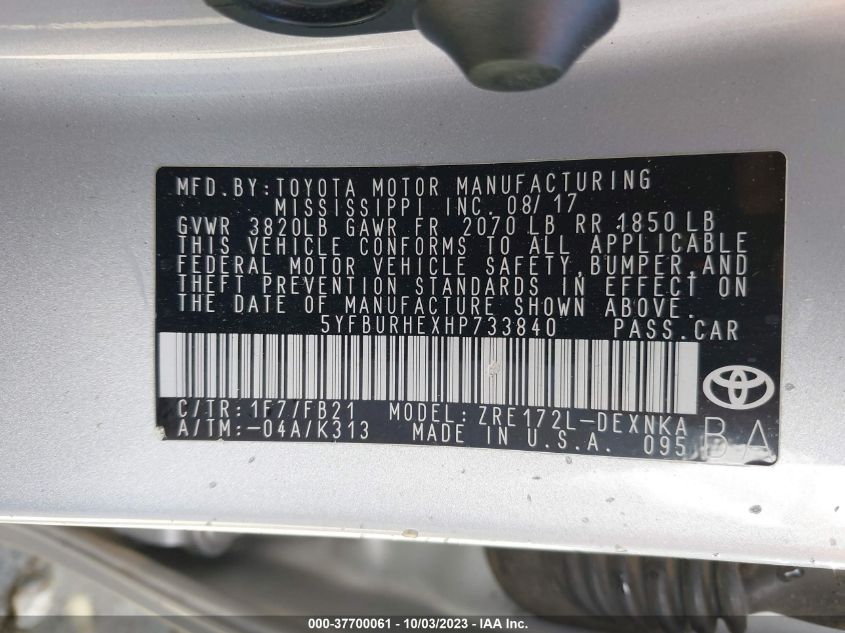 MFD.BY:TOYOTA MOTOR MANUFACTURING
MISSISSIPPI INC. 08/17
GVWR 3820LB GAWR FR 2070 LB RR 1850 LB
THIS VEHICLE CONFORMS TO ALL APPLICABLE
FEDERAL MOTOR VEHICLE SAFETY,BUMPER,AND
THEFT PREVENTION STANDARDS IN EFFECT ON
THE DATE OF MANUFACTURE SHOWN ABOVE.
5YFBURHEXHP733840 PASS.CAR
C/TR:1F7/FB21 MODEL:ZRE172L-DEXNKA
A/TM:-04A/K313 MADE IN U.S.A. 095 BA
000-37700061 - 10/03/2023 - IAA Inc.